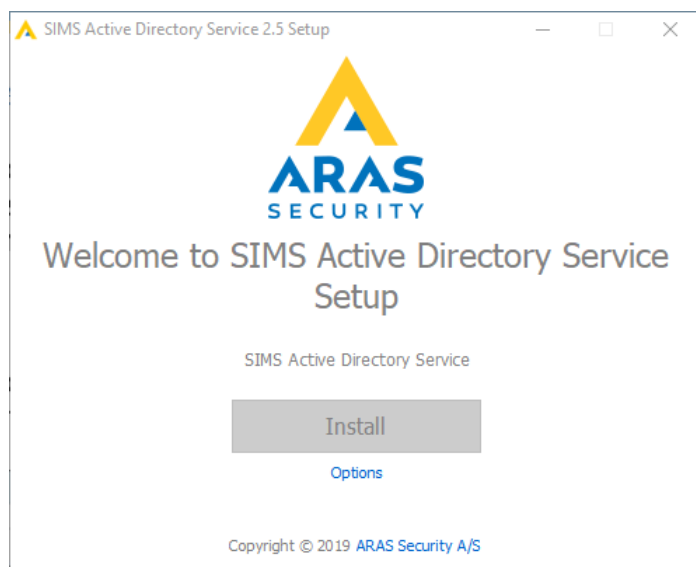 SIMS Active Directory Service 2.5 Setup
ARAS
SECURITY
Welcome to SIMS Active Directory Service
Setup
SIMS Active Directory Service
Install
Options
Copyright © 2019 ARAS Security A/S